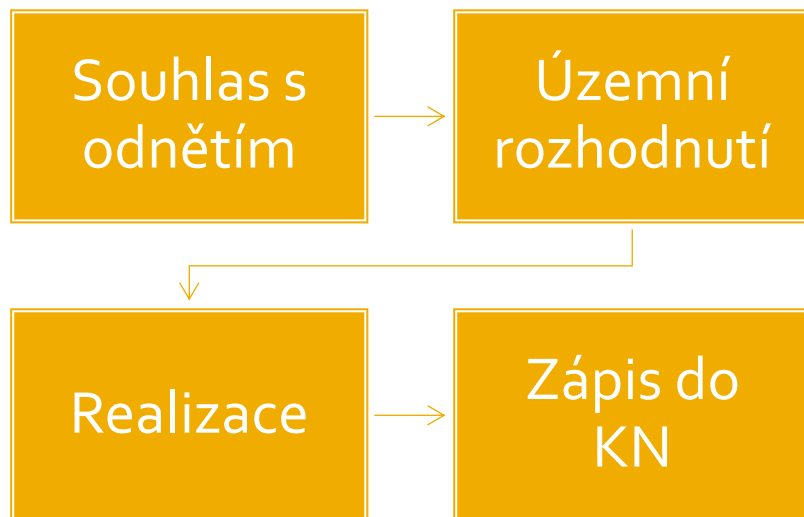 Souhlas s
odnětím
Územní
rozhodnutí
Realizace
Zápis do
KN